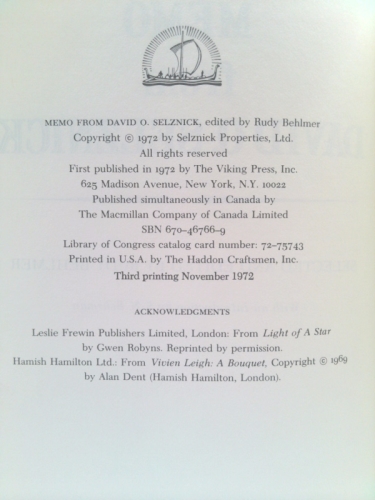 MEMO FROM DAVID O. SELZNICK, edited by Rudy Behlmer
Copyright © 1972 by Selznick Properties, Ltd.
All rights reserved
First published in 1972 by The Viking Press, Inc.
625 Madison Avenue, New York, N.Y. 10022
Published simultaneously in Canada by
The Macmillan Company of Canada Limited
SBN 670-46766-9
Library of Congress catalog card number: 72-75743
Printed in U.S.A. by The Haddon Craftsmen, Inc.
Third printing November 1972
ACKNOWLEDGMENTS
Leslie Frewin Publishers Limited, London: From Light of A Star
by Gwen Robyns. Reprinted by permission.
Hamish Hamilton Ltd.: From Vivien Leigh: A Bouquet, Copyright © 1969
by Alan Dent (Hamish Hamilton, London).